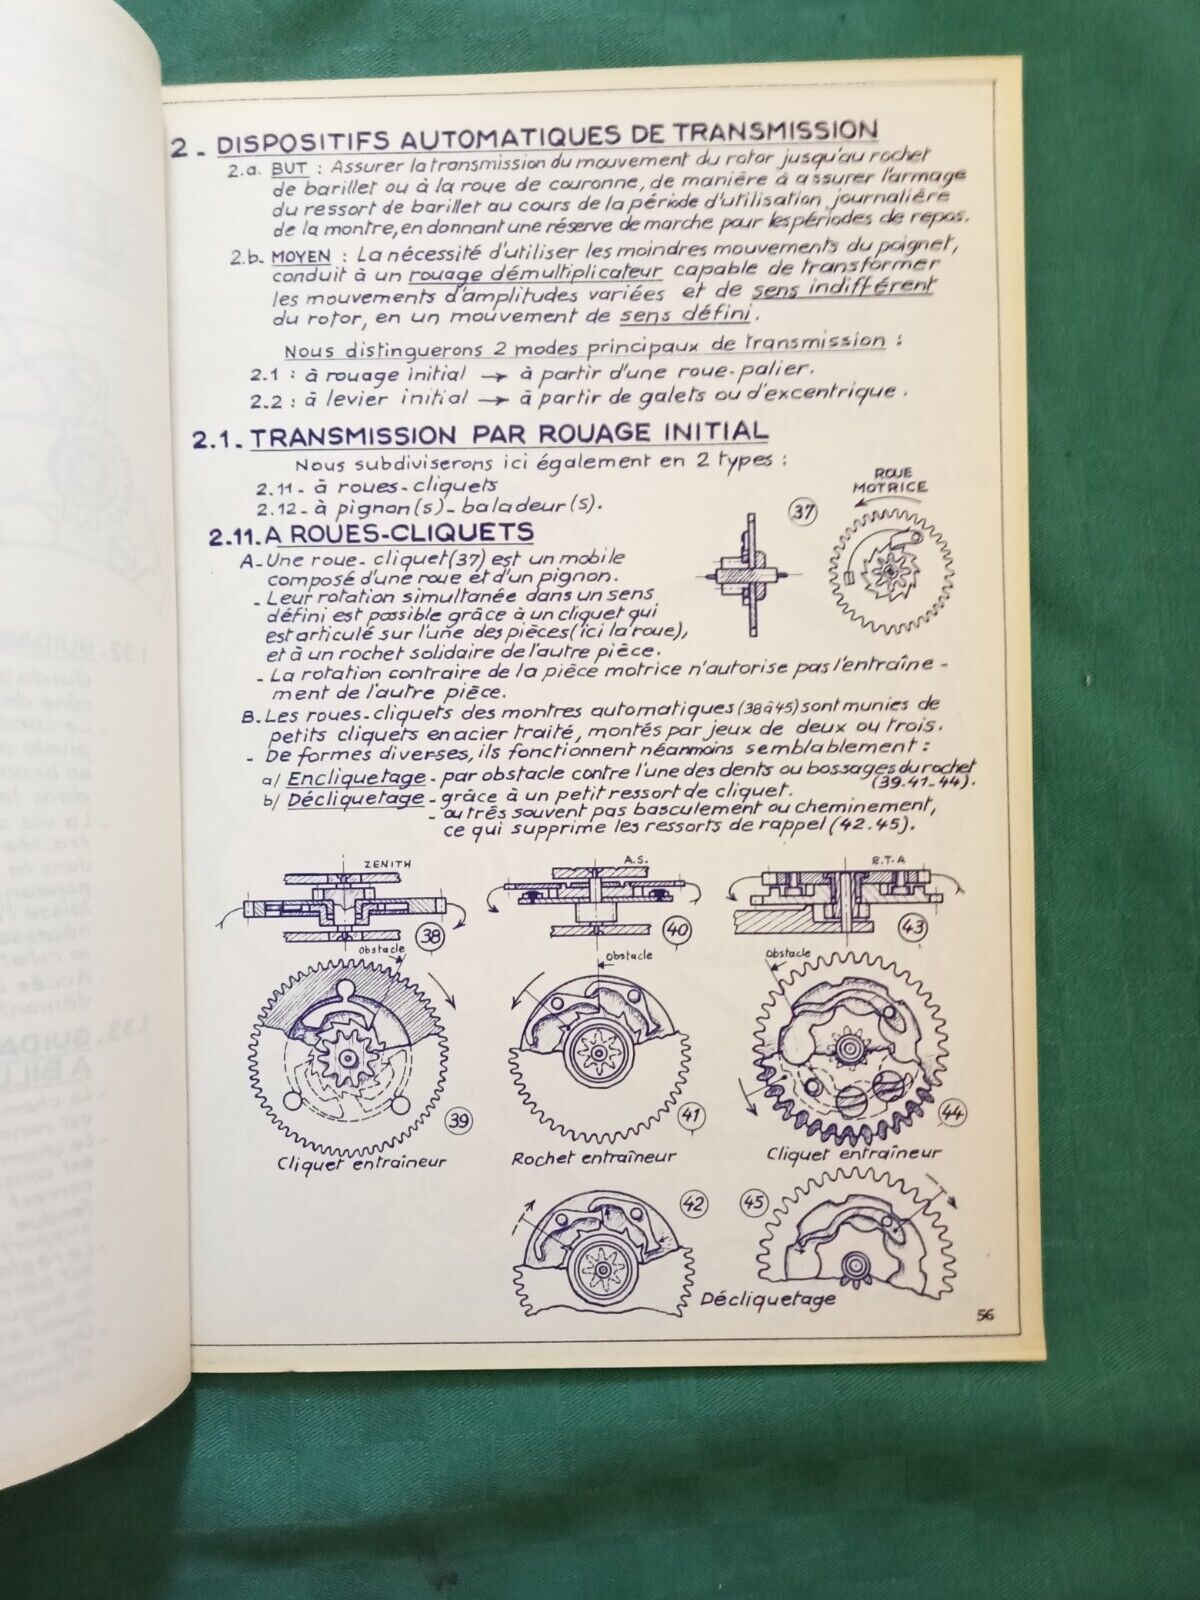 2 - DISPOSITIFS AUTOMATIQUES DE TRANSMISSION
2.a. BUT : Assurer la transmission du mouvement du rotor jusqu'au rochet
de barillet ou à la roue de couronne, de manière à assurer l'armage
du ressort de barillet au cours de la période d'utilisation journalière
de la montre, en donnant une réserve de marche pour les périodes de repos.
2.b. MOYEN : La nécessité d'utiliser les moindres mouvements du poignet,
conduit à un rouage démultiplicateur capable de transformer
les mouvements d'amplitudes variées et de sens indifférent
du rotor, en un mouvement de sens défini.
Nous distinguerons 2 modes principaux de transmission :
2.1 : à rouage initial → à partir d'une roue-palier.
2.2 : à levier initial → à partir de galets ou d'excentrique.
2.1. TRANSMISSION PAR ROUAGE INITIAL
Nous subdiviserons ici également en 2 types :
2.11 - à roues-cliquets
2.12 - à pignon(s)-baladeur(s).
ROUE
MOTRICE
37
2.11. A ROUES-CLIQUETS
A - Une roue-cliquet (37) est un mobile
composé d'une roue et d'un pignon.
- Leur rotation simultanée dans un sens
défini est possible grâce à un cliquet qui
est articulé sur l'une des pièces (ici la roue),
et à un rochet solidaire de l'autre pièce.
- La rotation contraire de la pièce motrice n'autorise pas l'entraîne-
ment de l'autre pièce.
B - Les roues-cliquets des montres automatiques (38 à 45) sont munies de
petits cliquets en acier traité, montés par jeux de deux ou trois.
- De formes diverses, ils fonctionnent néanmoins semblablement :
a/ Encliquetage - par obstacle contre l'une des dents ou bossages du rochet
(39.41-44).
b/ Décliquetage - grâce à un petit ressort de cliquet.
- ou très souvent pas basculement ou cheminement,
ce qui supprime les ressorts de rappel (42.45).
ZENITH
A.S.
E.T.A
38
40
43
Obstacle
Obstacle
Obstacle
39
41
44
Cliquet entraîneur
Rochet entraîneur
Cliquet entraîneur
42
45
Décliquetage
56